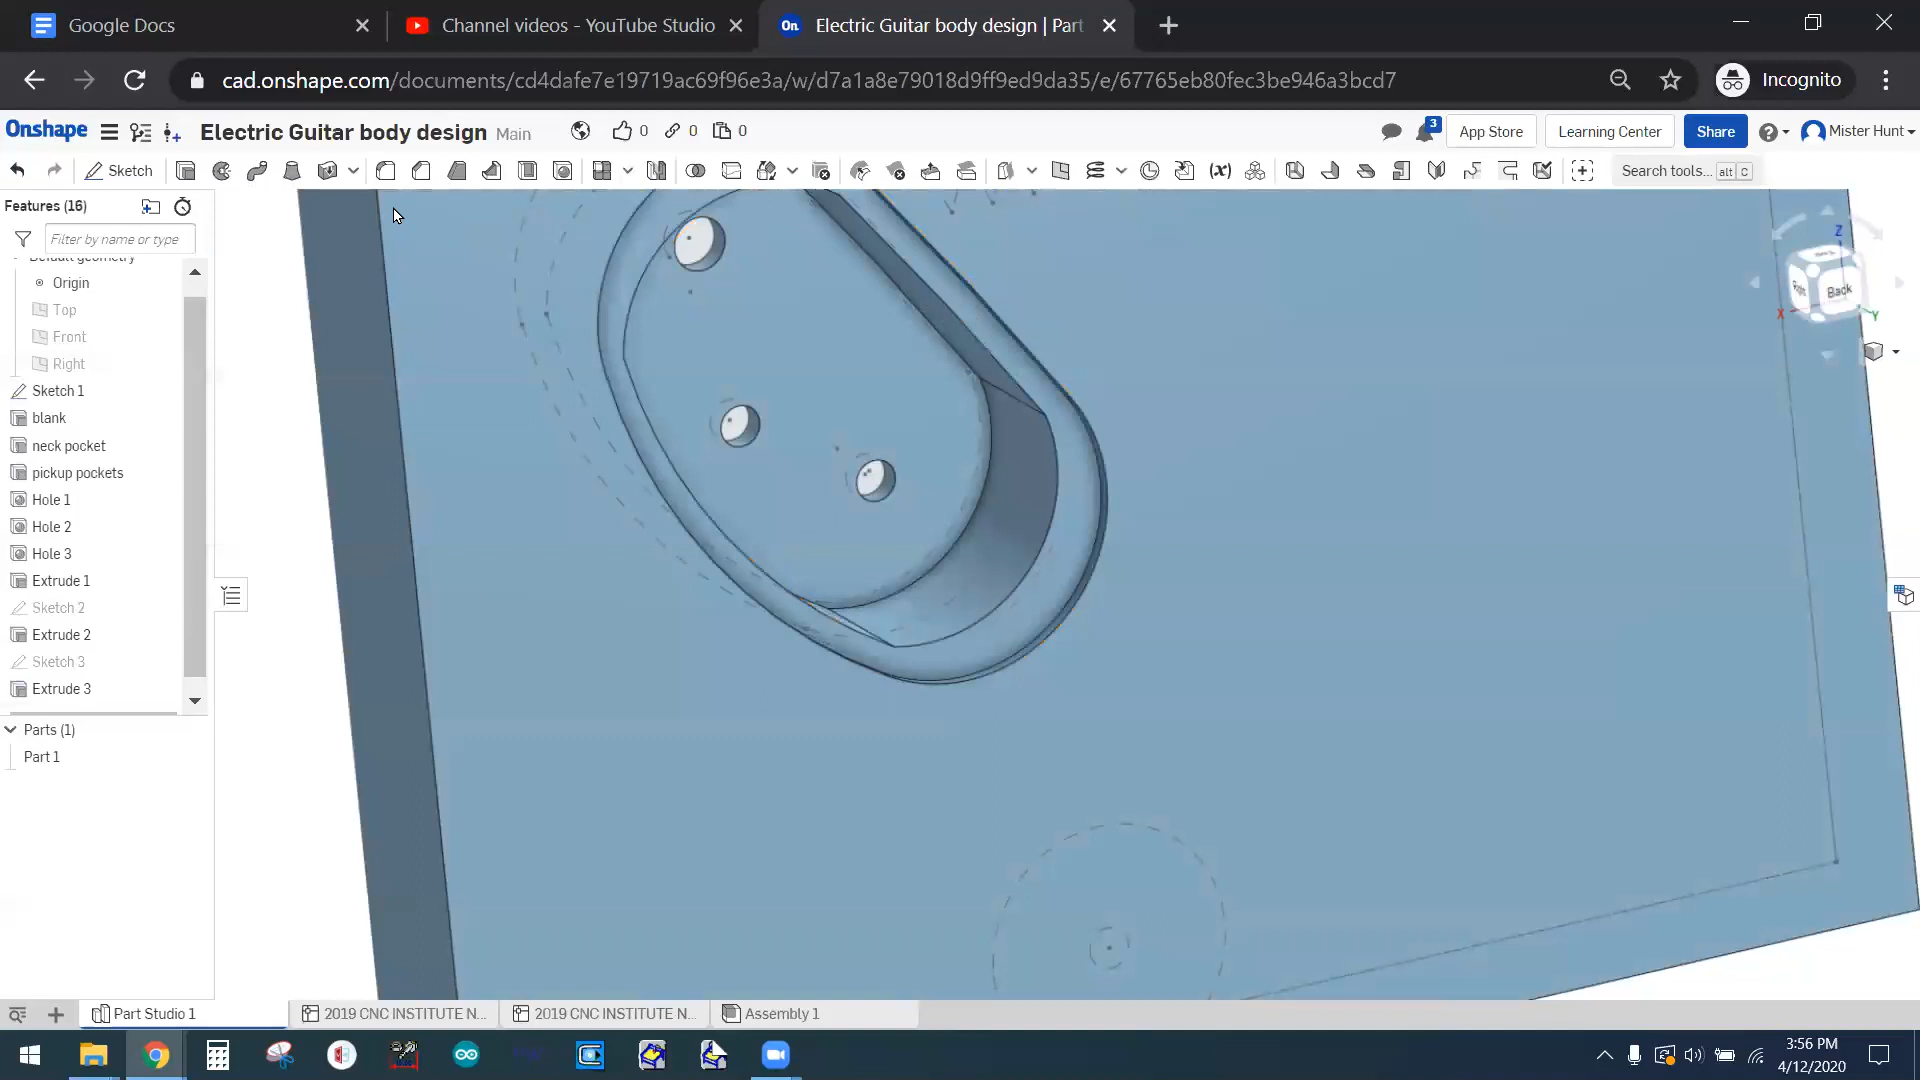 Google Docs
Channel videos - YouTube Studio
On Electric Guitar body design | Part
cad.onshape.com/documents/cd4dafe7e19719ac69f96e3a/w/d7a1a8e79018d9ff9ed9da35/e/67765eb80fec3be946a3bcd7
Incognito
Onshape Electric Guitar body design Main 0 0 0
3 App Store Learning Center Share Mister Hunt
Sketch (x) Search tools... alt C
Features (16)
Filter by name or type
Default geometry
Origin
Top
Front
Right
Sketch 1
blank
neck pocket
pickup pockets
Hole 1
Hole 2
Hole 3
Extrude 1
Sketch 2
Extrude 2
Sketch 3
Extrude 3
Parts (1)
Part 1
Z
Right Back
X Y
Part Studio 1 2019 CNC INSTITUTE N... 2019 CNC INSTITUTE N... Assembly 1
3:56 PM
4/12/2020